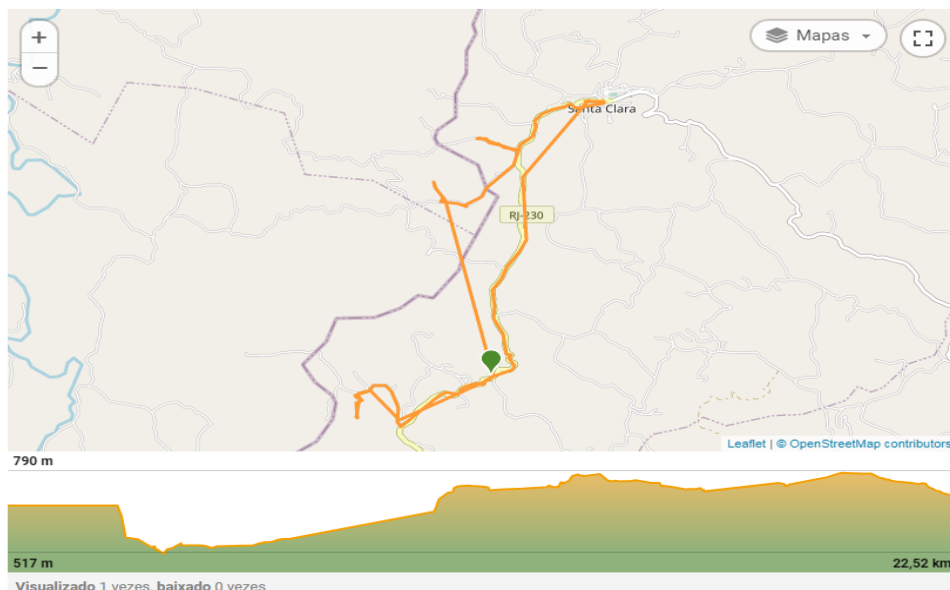 +
−
Mapas
Santa Clara
RJ-230
Leaflet | © OpenStreetMap contributors
790 m
517 m
22,52 km
Visualizado 1 vezes, baixado 0 vezes